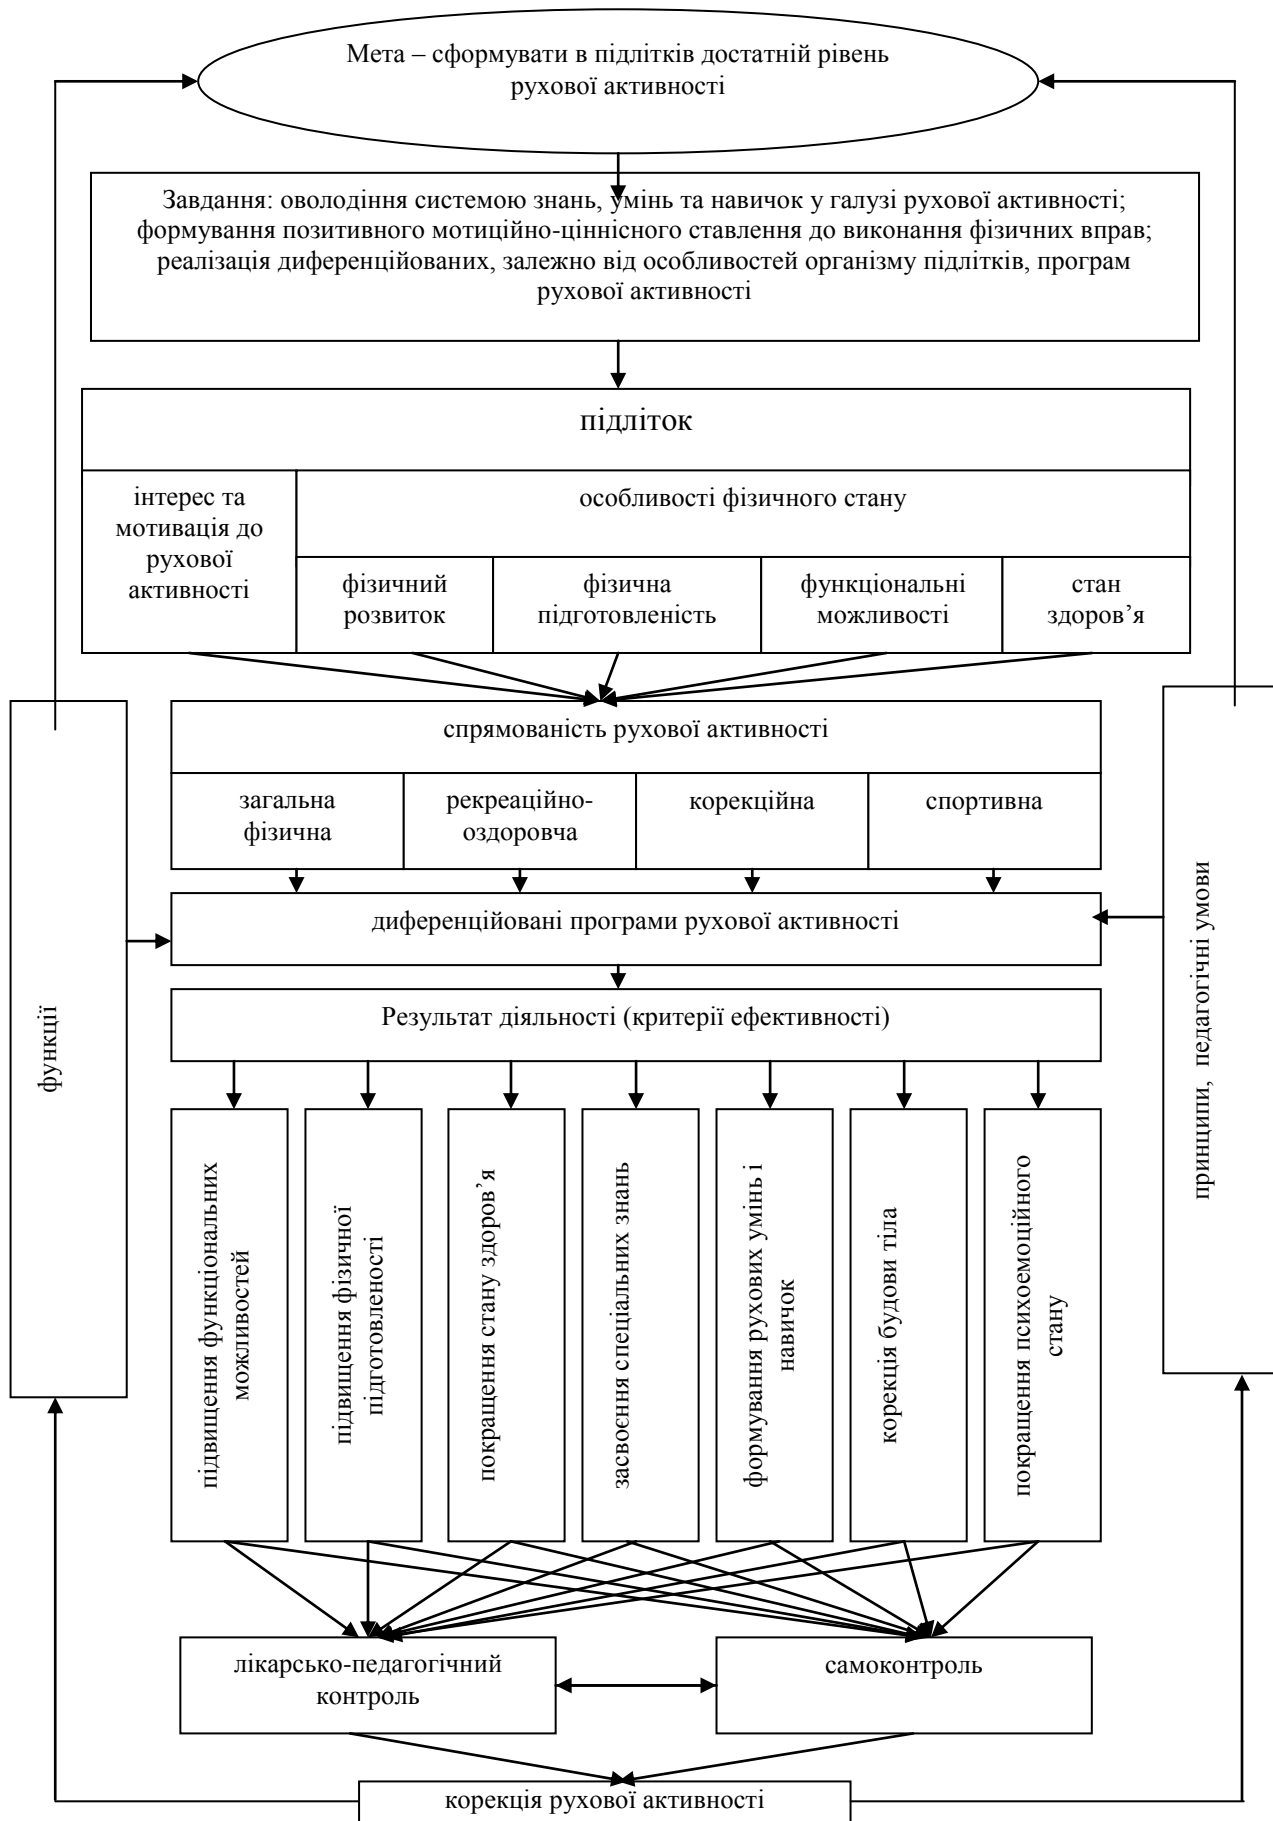 Мета – сформувати в підлітків достатній рівень
рухової активності
Завдання: оволодіння системою знань, умінь та навичок у галузі рухової активності;
формування позитивного мотиційно-ціннісного ставлення до виконання фізичних вправ;
реалізація диференційованих, залежно від особливостей організму підлітків, програм
рухової активності
підліток
інтерес та
мотивація до
рухової
активності
особливості фізичного стану
фізичний
розвиток
фізична
підготовленість
функціональні
можливості
стан
здоров’я
спрямованість рухової активності
загальна
фізична
рекреаційно-
оздоровча
корекційна
спортивна
диференційовані програми рухової активності
функції
принципи, педагогічні умови
Результат діяльності (критерії ефективності)
підвищення функціональних
можливостей
підвищення фізичної
підготовленості
покращення стану здоров’я
засвоєння спеціальних знань
формування рухових умінь і
навичок
корекція будови тіла
покращення психоемоційного
стану
лікарсько-педагогічний
контроль
самоконтроль
корекція рухової активності